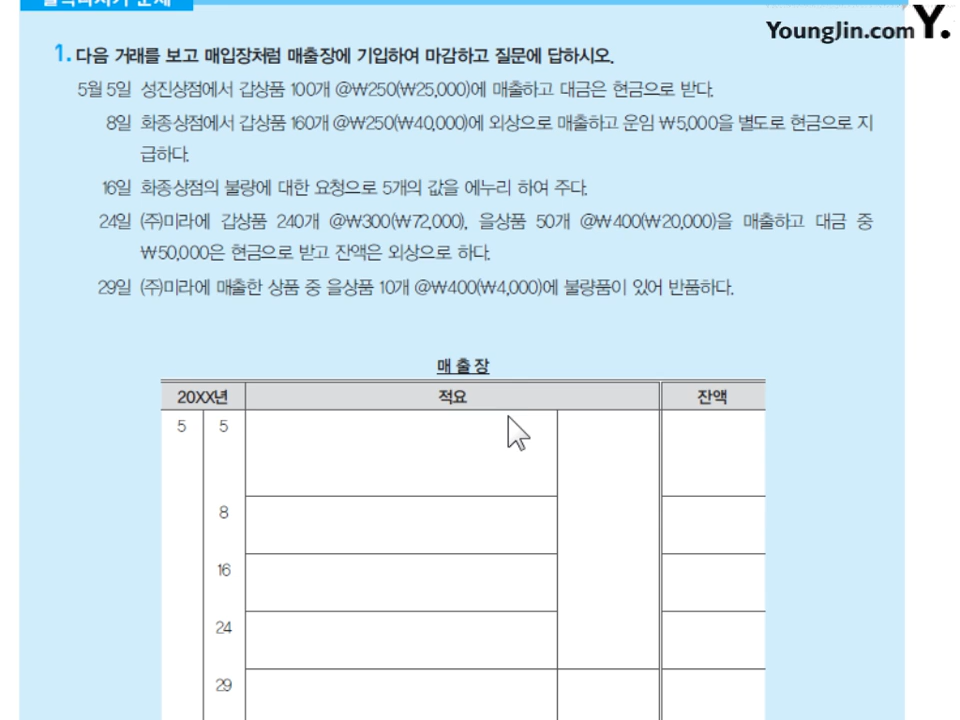 YoungJin.com Y.
1. 다음 거래를 보고 매입장처럼 매출장에 기입하여 마감하고 질문에 답하시오.
5월 5일 성진상점에서 갑상품 100개 @₩250(₩25,000)에 매출하고 대금은 현금으로 받다.
8일 화종상점에서 갑상품 160개 @₩250(₩40,000)에 외상으로 매출하고 운임 ₩5,000을 별도로 현금으로 지
급하다.
16일 화종상점의 불량에 대한 요청으로 5개의 값을 에누리 하여 주다.
24일 (주)미라에 갑상품 240개 @₩300(₩72,000), 을상품 50개 @₩400(₩20,000)을 매출하고 대금 중
₩50,000은 현금으로 받고 잔액은 외상으로 하다.
29일 (주)미라에 매출한 상품 중 을상품 10개 @₩400(₩4,000)에 불량품이 있어 반품하다.
매 출 장
20XX년 적요 잔액
5 5
8
16
24
29